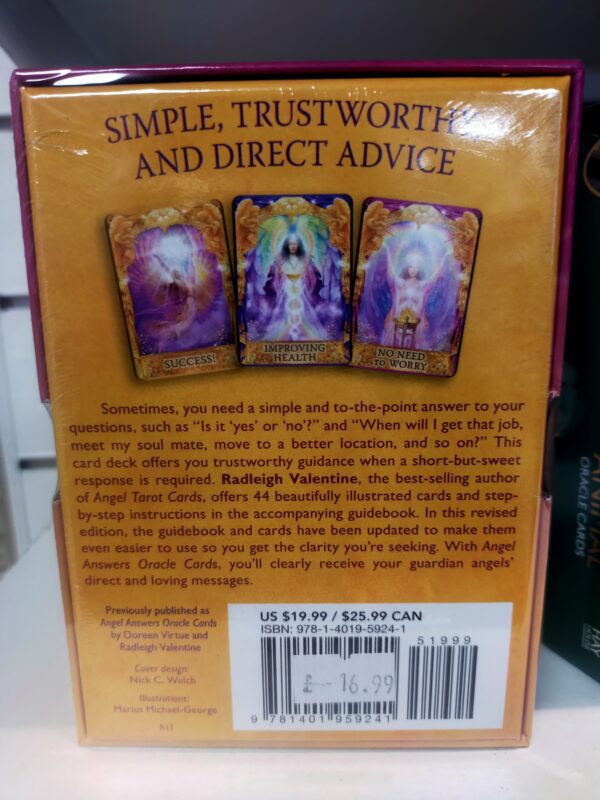 SIMPLE, TRUSTWORTHY,
AND DIRECT ADVICE
SUCCESS!
IMPROVING
HEALTH
NO NEED
TO WORRY
Sometimes, you need a simple and to-the-point answer to your
questions, such as “Is it ‘yes’ or ‘no’?” and “When will I get that job,
meet my soul mate, move to a better location, and so on?” This
card deck offers you trustworthy guidance when a short-but-sweet
response is required. Radleigh Valentine, the best-selling author
of Angel Tarot Cards, offers 44 beautifully illustrated cards and step-
by-step instructions in the accompanying guidebook. In this revised
edition, the guidebook and cards have been updated to make them
even easier to use so you get the clarity you’re seeking. With Angel
Answers Oracle Cards, you’ll clearly receive your guardian angels’
direct and loving messages.
Previously published as
Angel Answers Oracle Cards
by Doreen Virtue and
Radleigh Valentine
Cover design:
Nick C. Welch
Illustrations:
Marius Michael-George
8/13
US $19.99 / $25.99 CAN
ISBN: 978-1-4019-5924-1
51999
£ - 16.99
9 781401 959241
ANIMAL
ORACLE CARDS
HAY